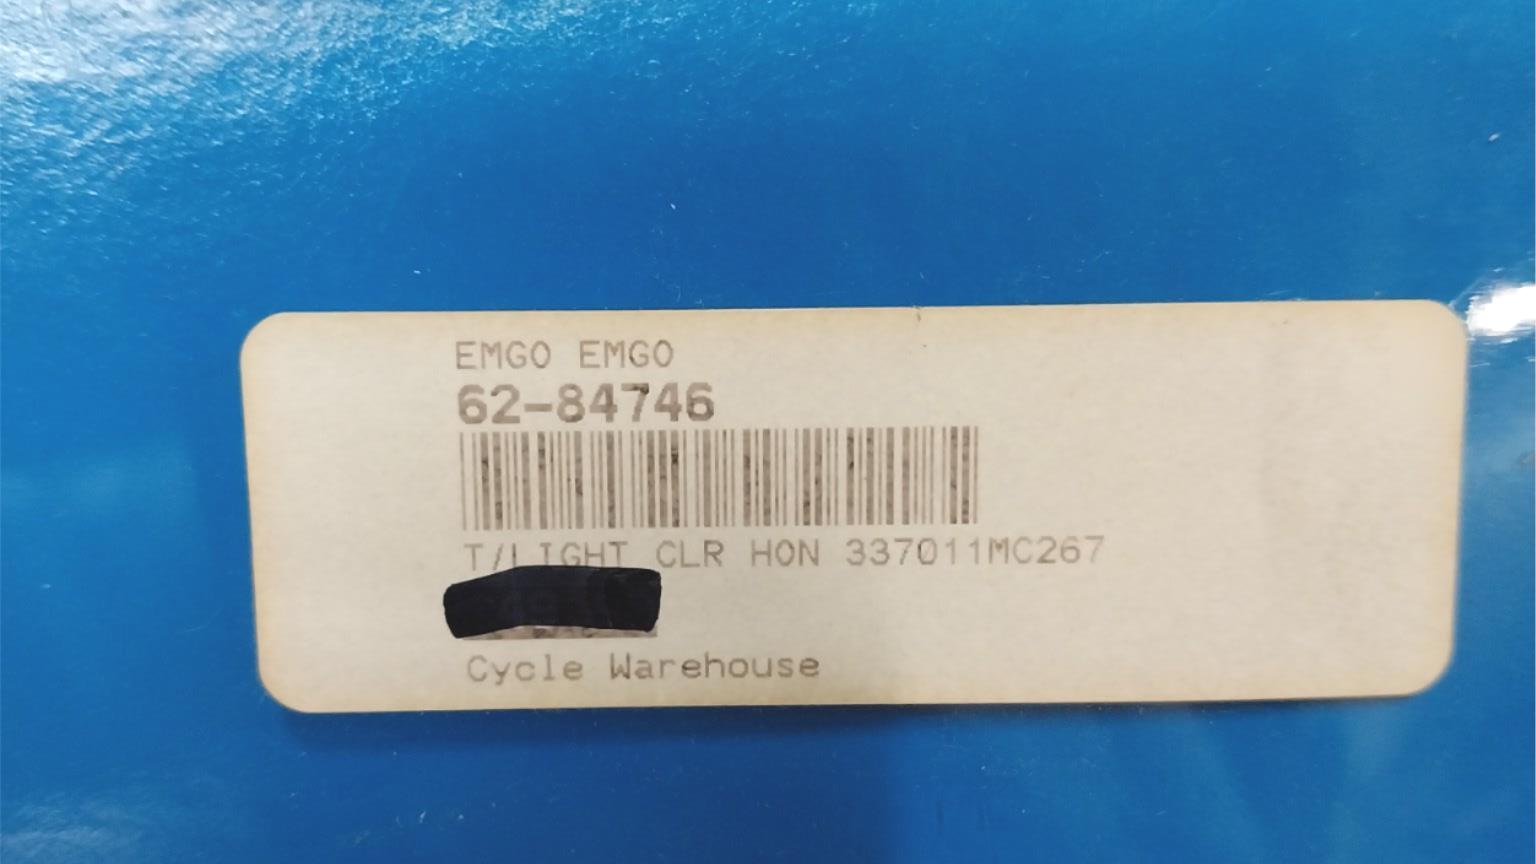 EMGO EMGO
62-84746
T/LIGHT CLR HON 337011MC267
Cycle Warehouse